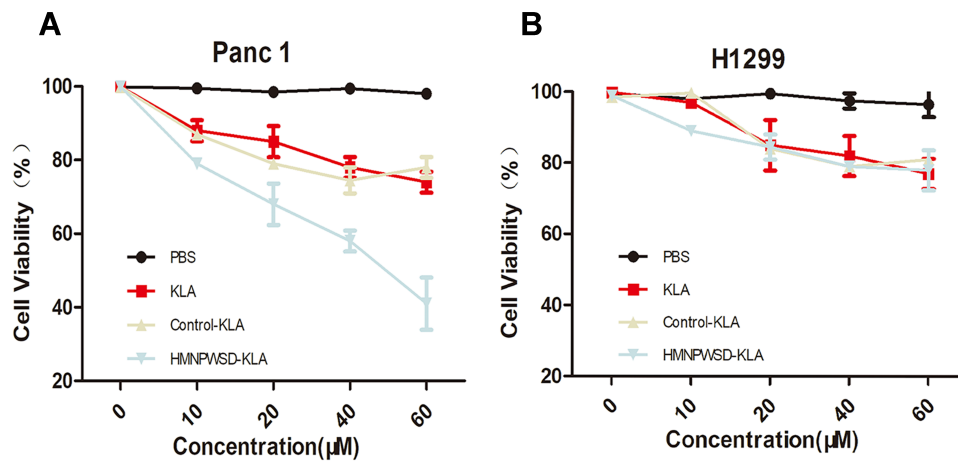 A
Panc 1
Cell Viability（%）
100
80
60
40
20
PBS
KLA
Control-KLA
HMNPWSD-KLA
0
10
20
40
60
Concentration(μM)
B
H1299
Cell Viability（%）
100
80
60
40
20
PBS
KLA
Control-KLA
HMNPWSD-KLA
0
10
20
40
60
Concentration(μM)